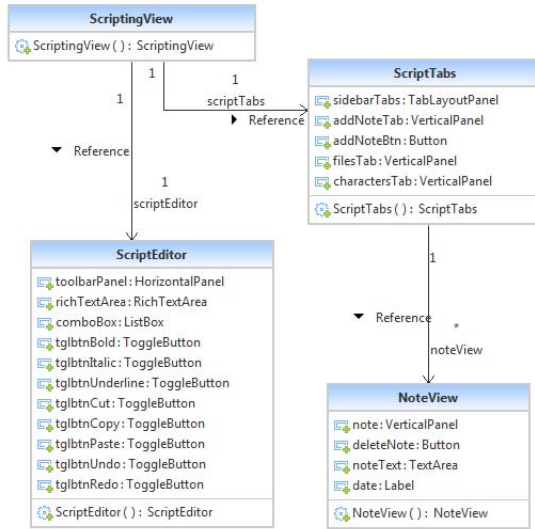 ScriptingView
ScriptingView ( ) : ScriptingView
1
1
1
scriptTabs
Reference
Reference
1
scriptEditor
ScriptTabs
sidebarTabs : TabLayoutPanel
addNoteTab : VerticalPanel
addNoteBtn : Button
filesTab : VerticalPanel
charactersTab : VerticalPanel
ScriptTabs ( ) : ScriptTabs
1
Reference
*
noteView
ScriptEditor
toolbarPanel : HorizontalPanel
richTextArea : RichTextArea
comboBox : ListBox
tglbtnBold : ToggleButton
tglbtnItalic : ToggleButton
tglbtnUnderline : ToggleButton
tglbtnCut : ToggleButton
tglbtnCopy : ToggleButton
tglbtnPaste : ToggleButton
tglbtnUndo : ToggleButton
tglbtnRedo : ToggleButton
ScriptEditor ( ) : ScriptEditor
NoteView
note : VerticalPanel
deleteNote : Button
noteText : TextArea
date : Label
NoteView ( ) : NoteView